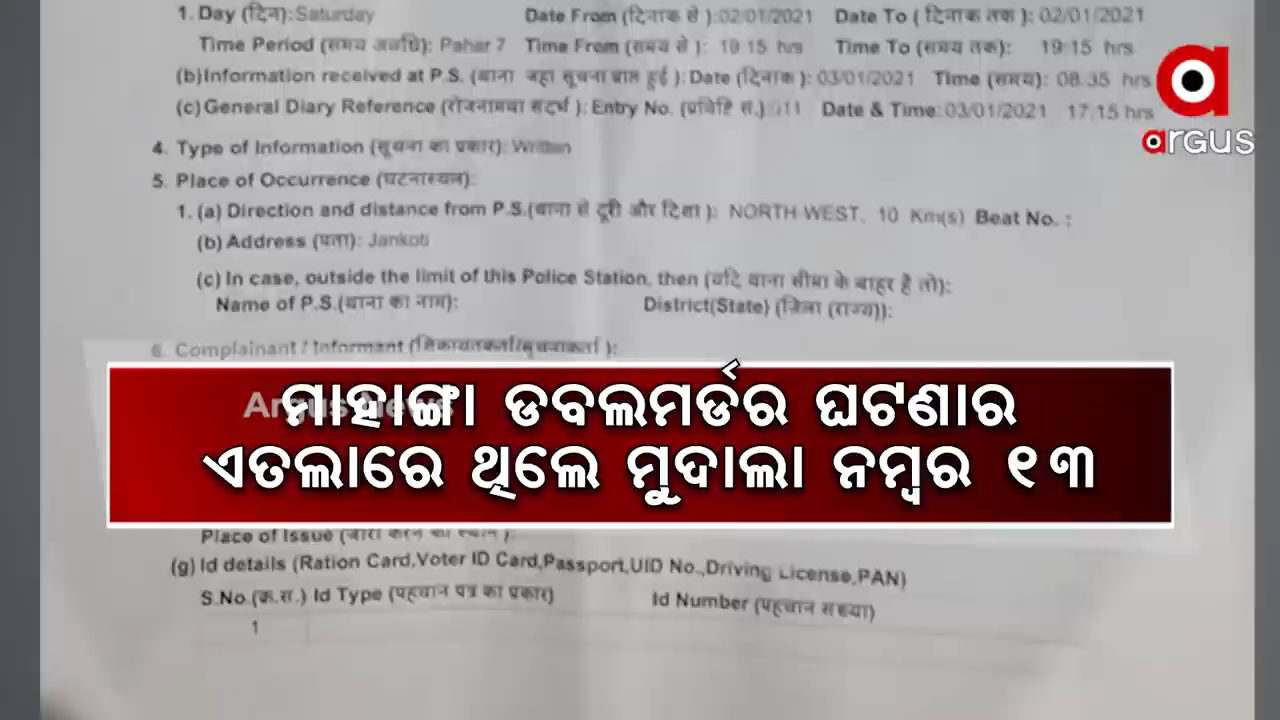 1. Day (दिन): Saturday Date From (दिनांक से ): 02/01/2021 Date To ( दिनांक तक ): 02/01/2021
Time Period (समय अवधि): Pahar 7 Time From (समय से ): 19:15 hrs Time To (समय तक): 19:15 hrs
(b) Information received at P.S. (थाना जहा सूचना प्राप्त हुई ): Date (दिनांक ): 03/01/2021 Time (समय): 08:35 hrs
(c) General Diary Reference (रोजनामचा संदर्भ ): Entry No. (प्रविष्टि स.): 011 Date & Time: 03/01/2021 17:15 hrs
argus
4. Type of Information (सूचना का प्रकार): Written
5. Place of Occurrence (घटनास्थल):
1. (a) Direction and distance from P.S.(थाना से दूरी और दिशा ): NORTH-WEST, 10 Km(s) Beat No. :
(b) Address (पता): Jankoti
(c) In case, outside the limit of this Police Station, then (यदि थाना सीमा के बाहर है तो):
Name of P.S.(थाना का नाम): District(State) (जिला (राज्य)):
6. Complainant / Informant (शिकायतकर्ता/सूचनाकर्ता ):
Argus News
ମାହାଙ୍ଗା ଡବଲମର୍ଡର ଘଟଣାର
ଏତଲାରେ ଥିଲେ ମୁଦାଲା ନମ୍ବର ୧୩
Place of Issue (जारी करने का स्थान ):
(g) Id details (Ration Card,Voter ID Card,Passport,UID No.,Driving License,PAN)
S.No.(क्र.स.) Id Type (पहचान पत्र का प्रकार) Id Number (पहचान संख्या)
1